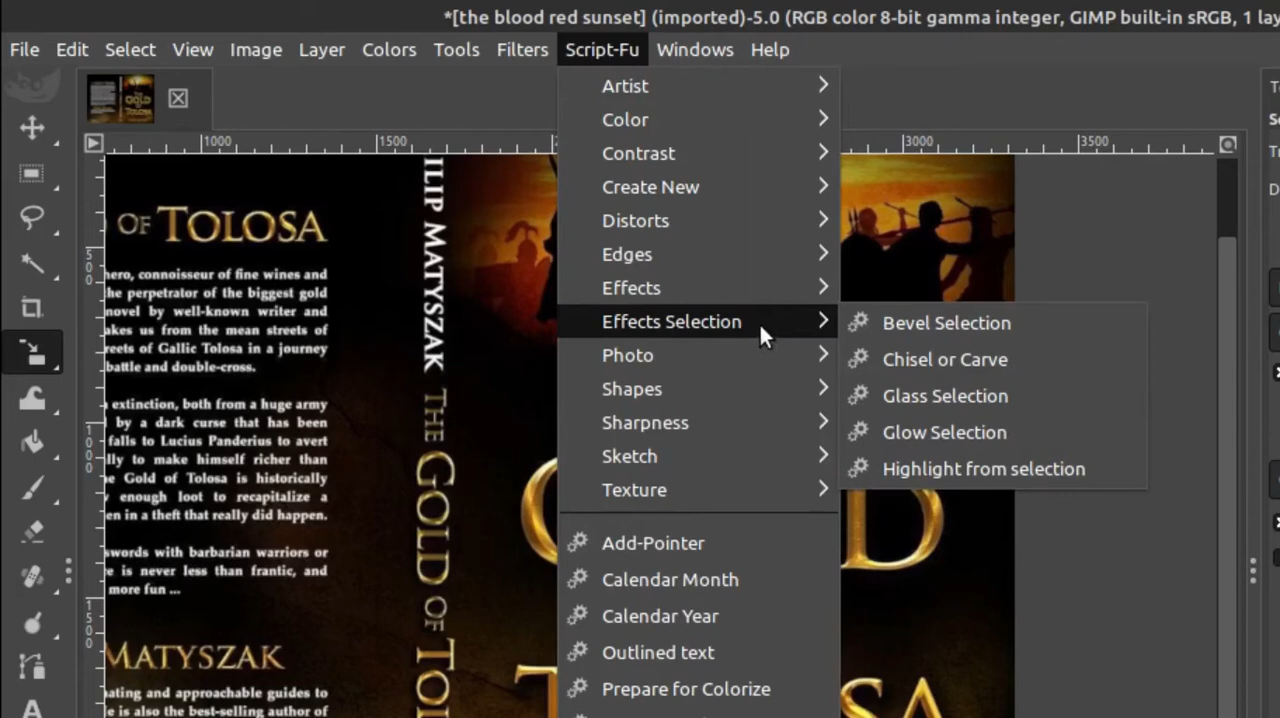 *[the blood red sunset] (imported)-5.0 (RGB color 8-bit gamma integer, GIMP built-in sRGB, 1 lay
File Edit Select View Image Layer Colors Tools Filters Script-Fu Windows Help
1000 1500 3000 3500
500
1000
1500
Artist
Color
Contrast
Create New
Distorts
Edges
Effects
Effects Selection
Photo
Shapes
Sharpness
Sketch
Texture
Add-Pointer
Calendar Month
Calendar Year
Outlined text
Prepare for Colorize
Bevel Selection
Chisel or Carve
Glass Selection
Glow Selection
Highlight from selection
OF TOLOSA
hero, connoisseur of fine wines and
he perpetrator of the biggest gold
novel by well-known writer and
akes us from the mean streets of
reets of Gallic Tolosa in a journey
battle and double-cross.
extinction, both from a huge army
by a dark curse that has been
falls to Lucius Panderius to avert
lly to make himself richer than
e Gold of Tolosa is historically
enough loot to recapitalize a
en in a theft that really did happen.
swords with barbarian warriors or
e is never less than frantic, and
more fun ...
MATYSZAK
nating and approachable guides to
e is also the best-selling author of
ILIP MATYSZAK THE GOLD OF TOL